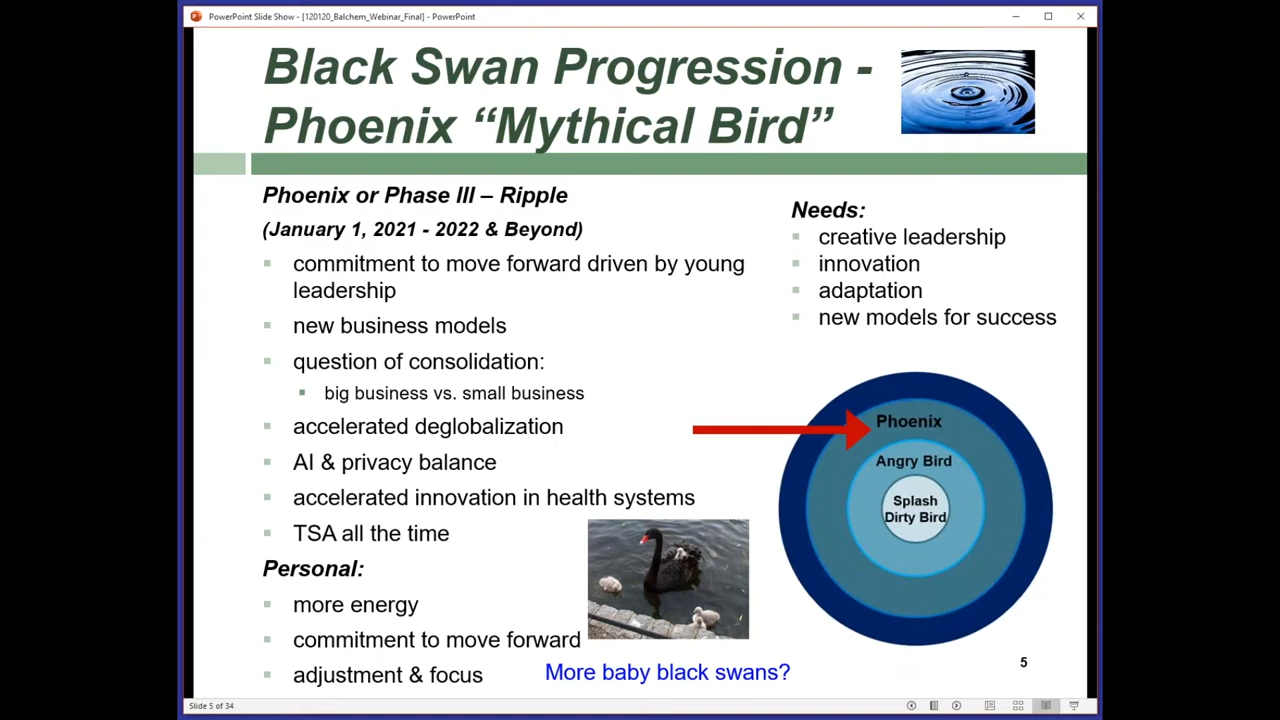 PowerPoint Slide Show - [120120_Balchem_Webinar_Final] - PowerPoint
Black Swan Progression -
Phoenix “Mythical Bird”
Phoenix or Phase III – Ripple
(January 1, 2021 - 2022 & Beyond)
commitment to move forward driven by young
leadership
new business models
question of consolidation:
big business vs. small business
accelerated deglobalization
AI & privacy balance
accelerated innovation in health systems
TSA all the time
Personal:
more energy
commitment to move forward
adjustment & focus
More baby black swans?
Needs:
creative leadership
innovation
adaptation
new models for success
Phoenix
Angry Bird
Splash
Dirty Bird
5
Slide 5 of 34